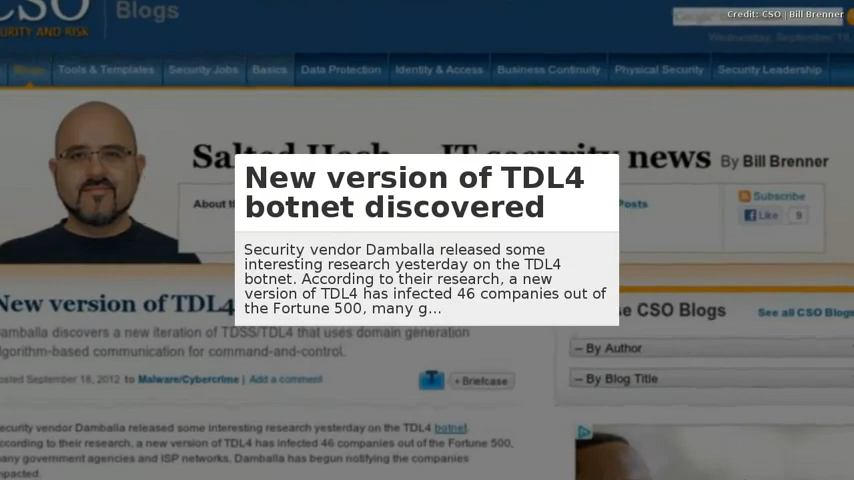 Credit: CSO | Bill Brenner
CSO
Blogs
URITY AND RISK
Wednesday, September 19,
Blogs
Tools & Templates
Security Jobs
Basics
Data Protection
Identity & Access
Business Continuity
Physical Security
Security Leadership
Salted Hash
IT security news
By Bill Brenner
About
Posts
Subscribe
Like
9
New version of TDL4
botnet discovered
Security vendor Damballa released some
interesting research yesterday on the TDL4
botnet. According to their research, a new
version of TDL4 has infected 46 companies out of
the Fortune 500, many g...
New version of TDL4
Damballa discovers a new iteration of TDSS/TDL4 that uses domain generation
lgorithm-based communication for command-and-control.
osted September 18, 2012 to Malware/Cybercrime | Add a comment
+ Briefcase
ecurity vendor Damballa released some interesting research yesterday on the TDL4 botnet.
ccording to their research, a new version of TDL4 has infected 46 companies out of the Fortune 500,
any government agencies and ISP networks. Damballa has begun notifying the companies
mpacted.
se CSO Blogs
See all CSO Blogs
– By Author
– By Blog Title